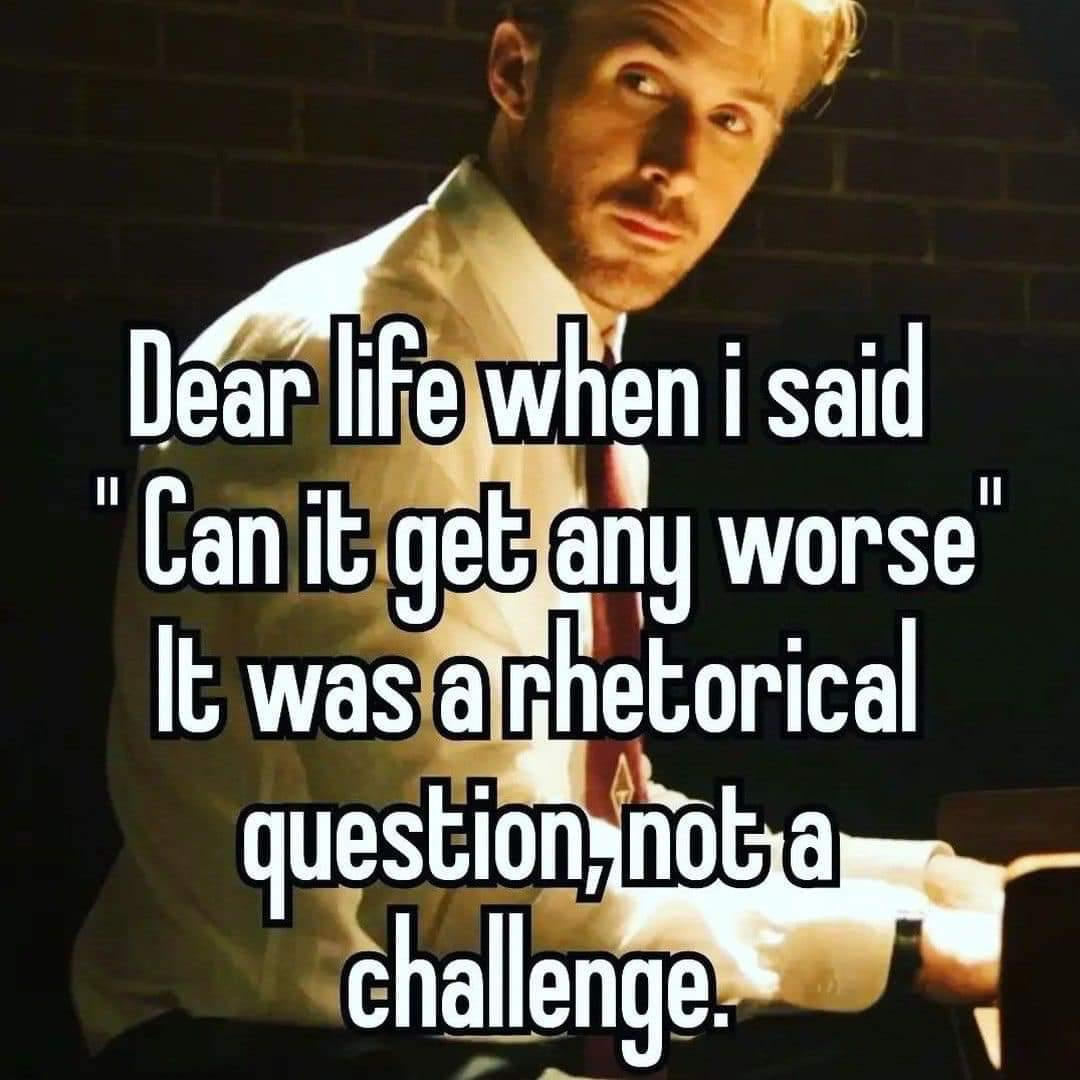 Dear life when i said
" Can it get any worse"
It was a rhetorical
question, not a
challenge.